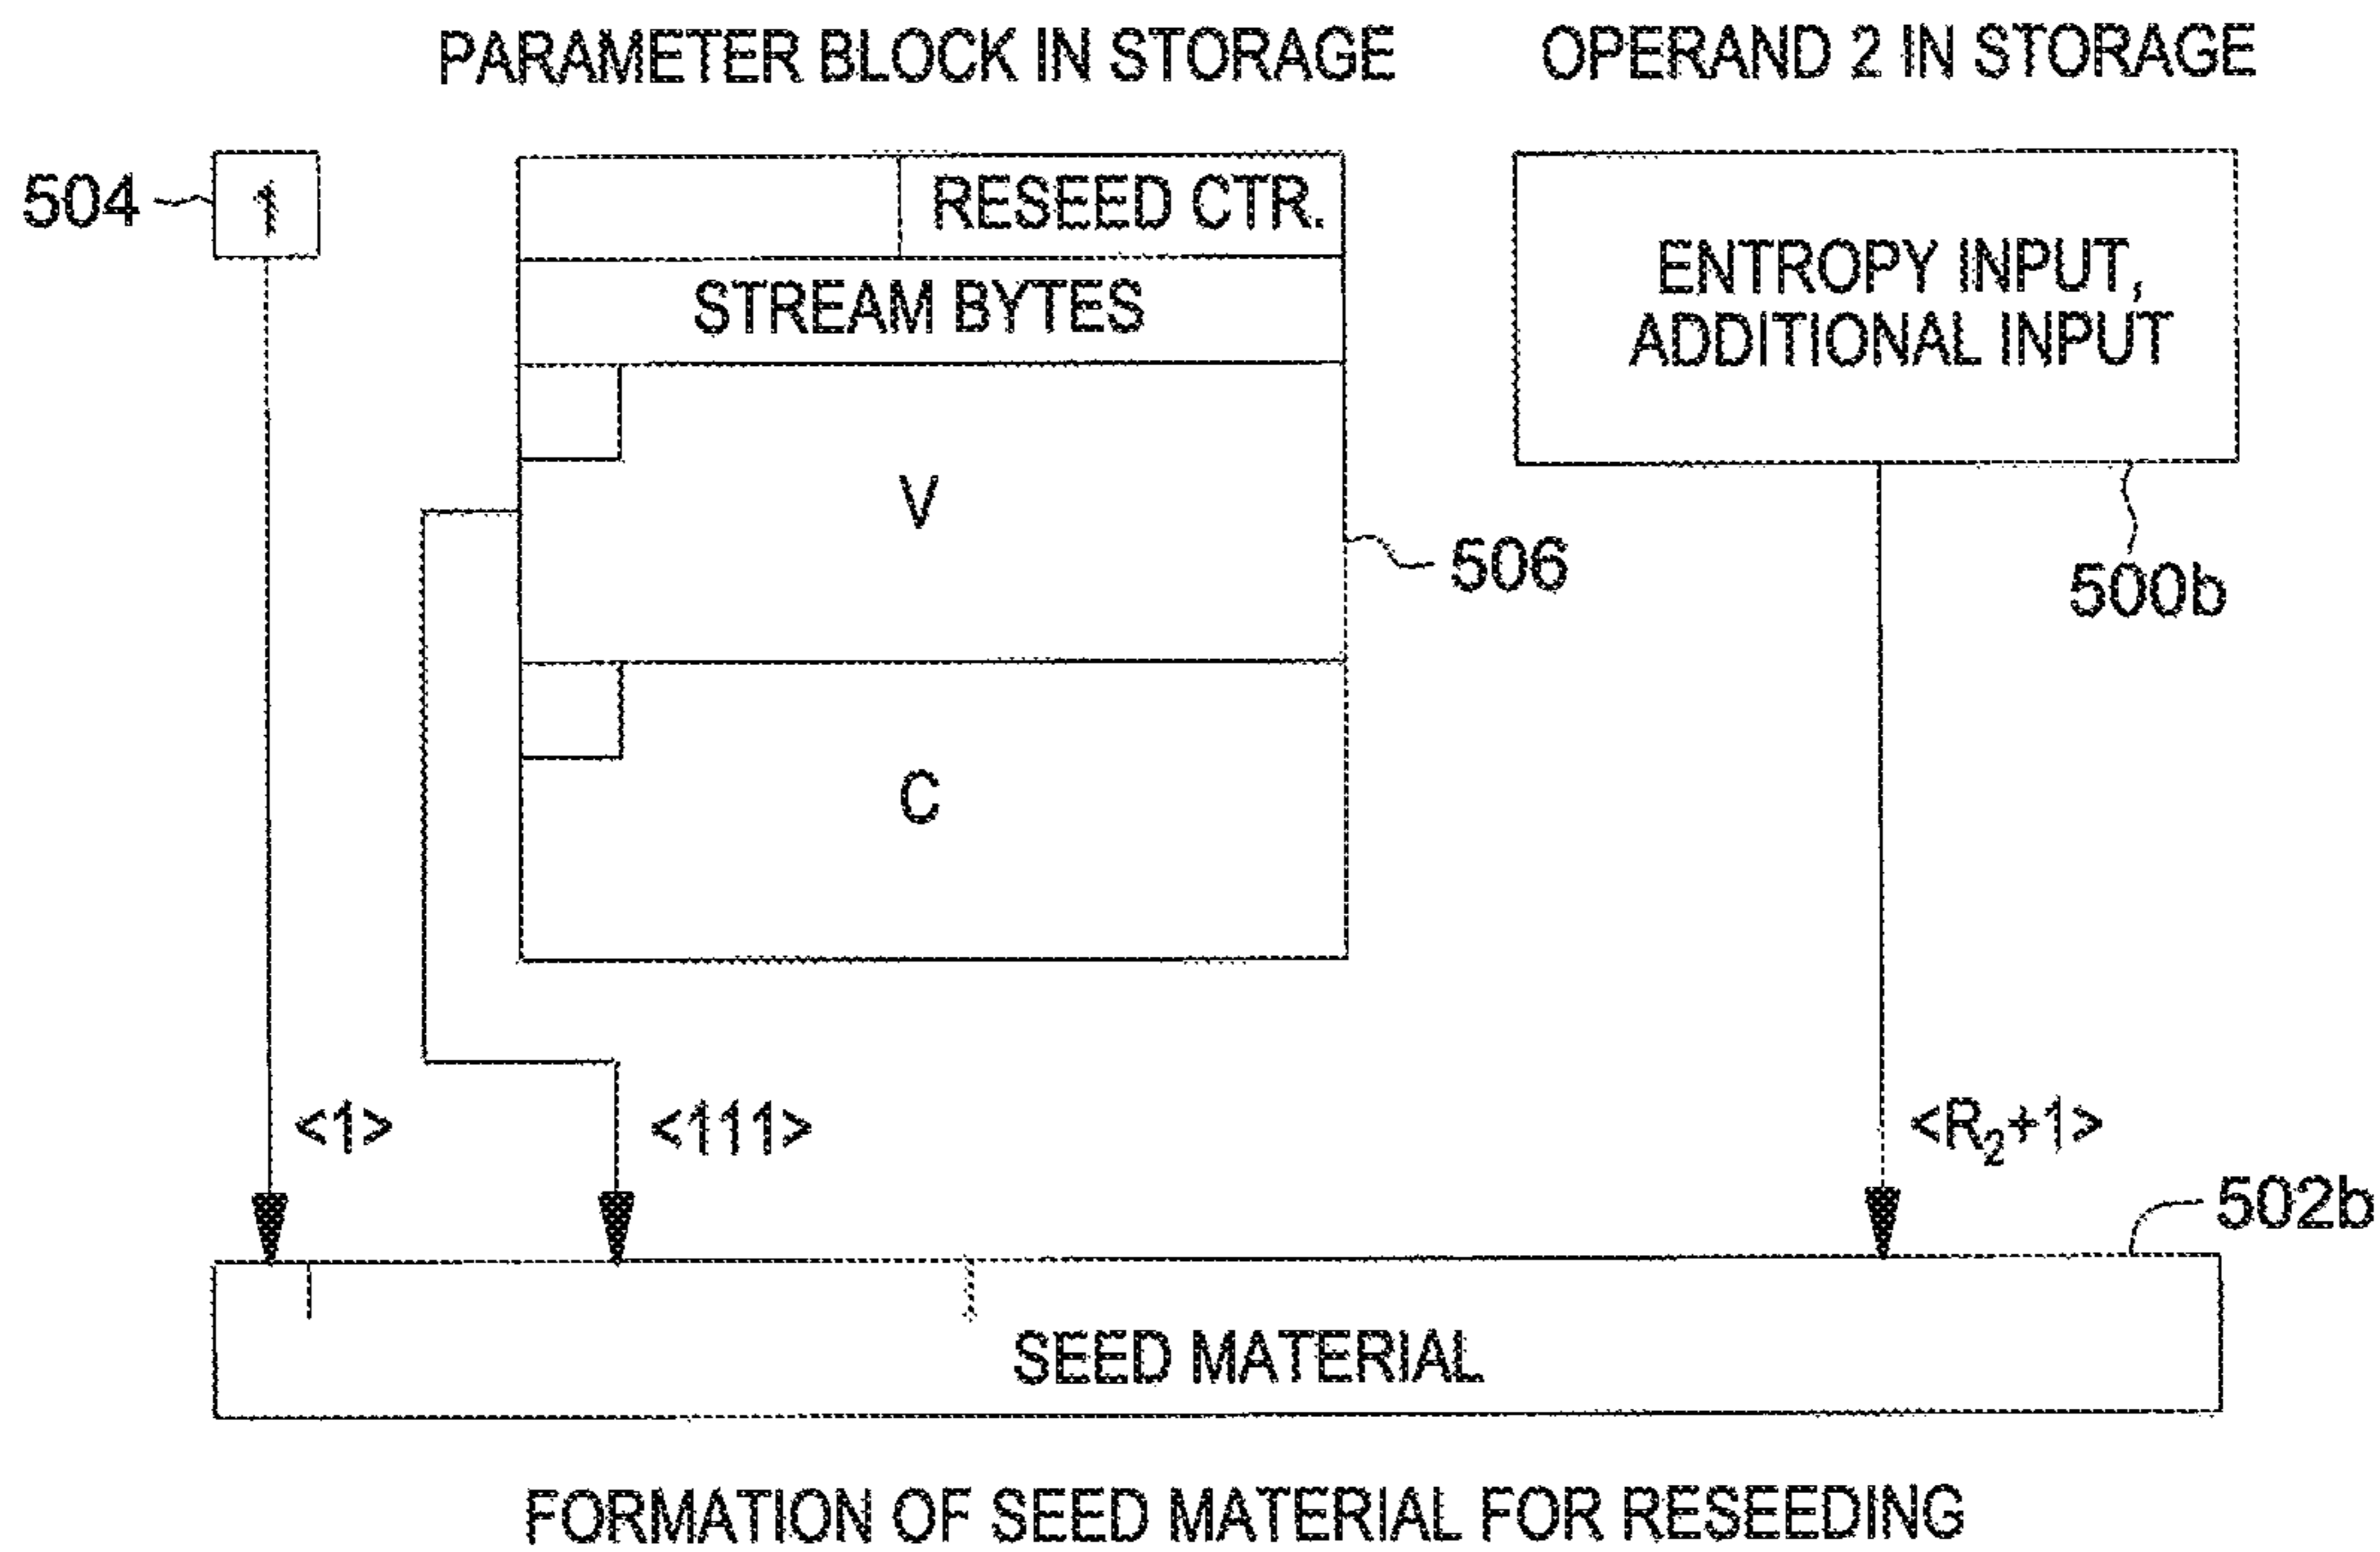 PARAMETER BLOCK IN STORAGE
OPERAND 2 IN STORAGE
504
1
RESEED CTR.
STREAM BYTES
V
C
506
ENTROPY INPUT,
ADDITIONAL INPUT
500b
<1>
<111>
<R₂+1>
502b
SEED MATERIAL
FORMATION OF SEED MATERIAL FOR RESEEDING